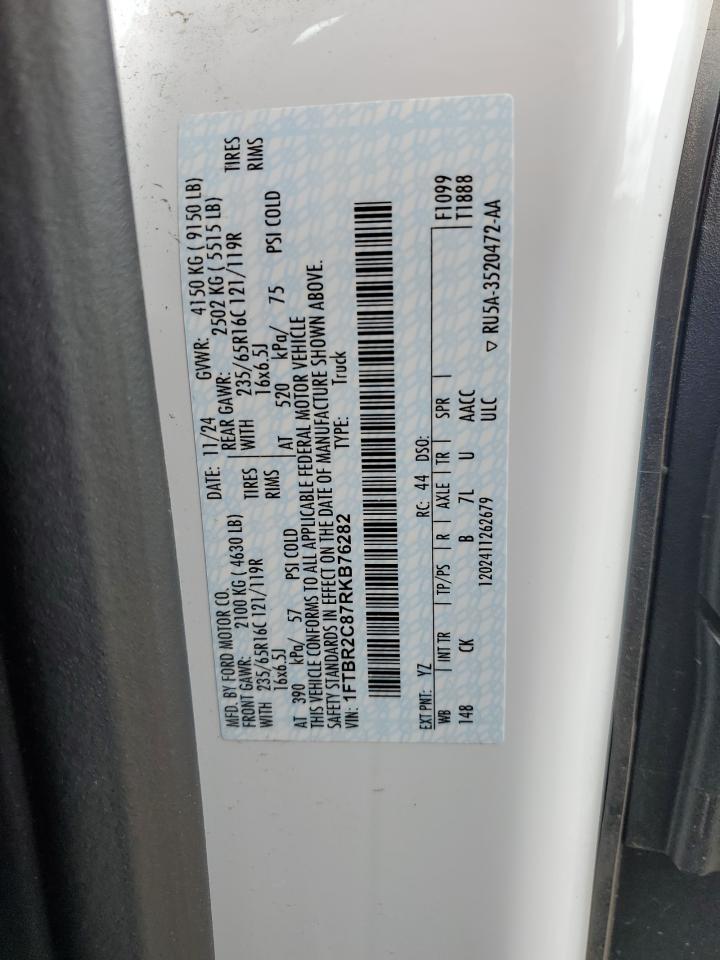 MFD. BY FORD MOTOR CO.
DATE: 11/24 GVWR: 4150 KG ( 9150 LB)
FRONT GAWR: 2100 KG ( 4630 LB) REAR GAWR: 2502 KG ( 5515 LB)
WITH 235/65R16C 121/119R TIRES WITH 235/65R16C 121/119R TIRES
16x6.5J RIMS 16x6.5J RIMS
AT 390 kPa/ 57 PSI COLD AT 520 kPa/ 75 PSI COLD
THIS VEHICLE CONFORMS TO ALL APPLICABLE FEDERAL MOTOR VEHICLE
SAFETY STANDARDS IN EFFECT ON THE DATE OF MANUFACTURE SHOWN ABOVE.
VIN: 1FTBR2C87RKB76282 TYPE: Truck
EXT PNT: YZ RC: 44 DSO: F1099
WB INT TR TP/PS R AXLE TR SPR T1888
148 CK B 7L U AACC
1202411262679 ULC RU5A-3520472-AA